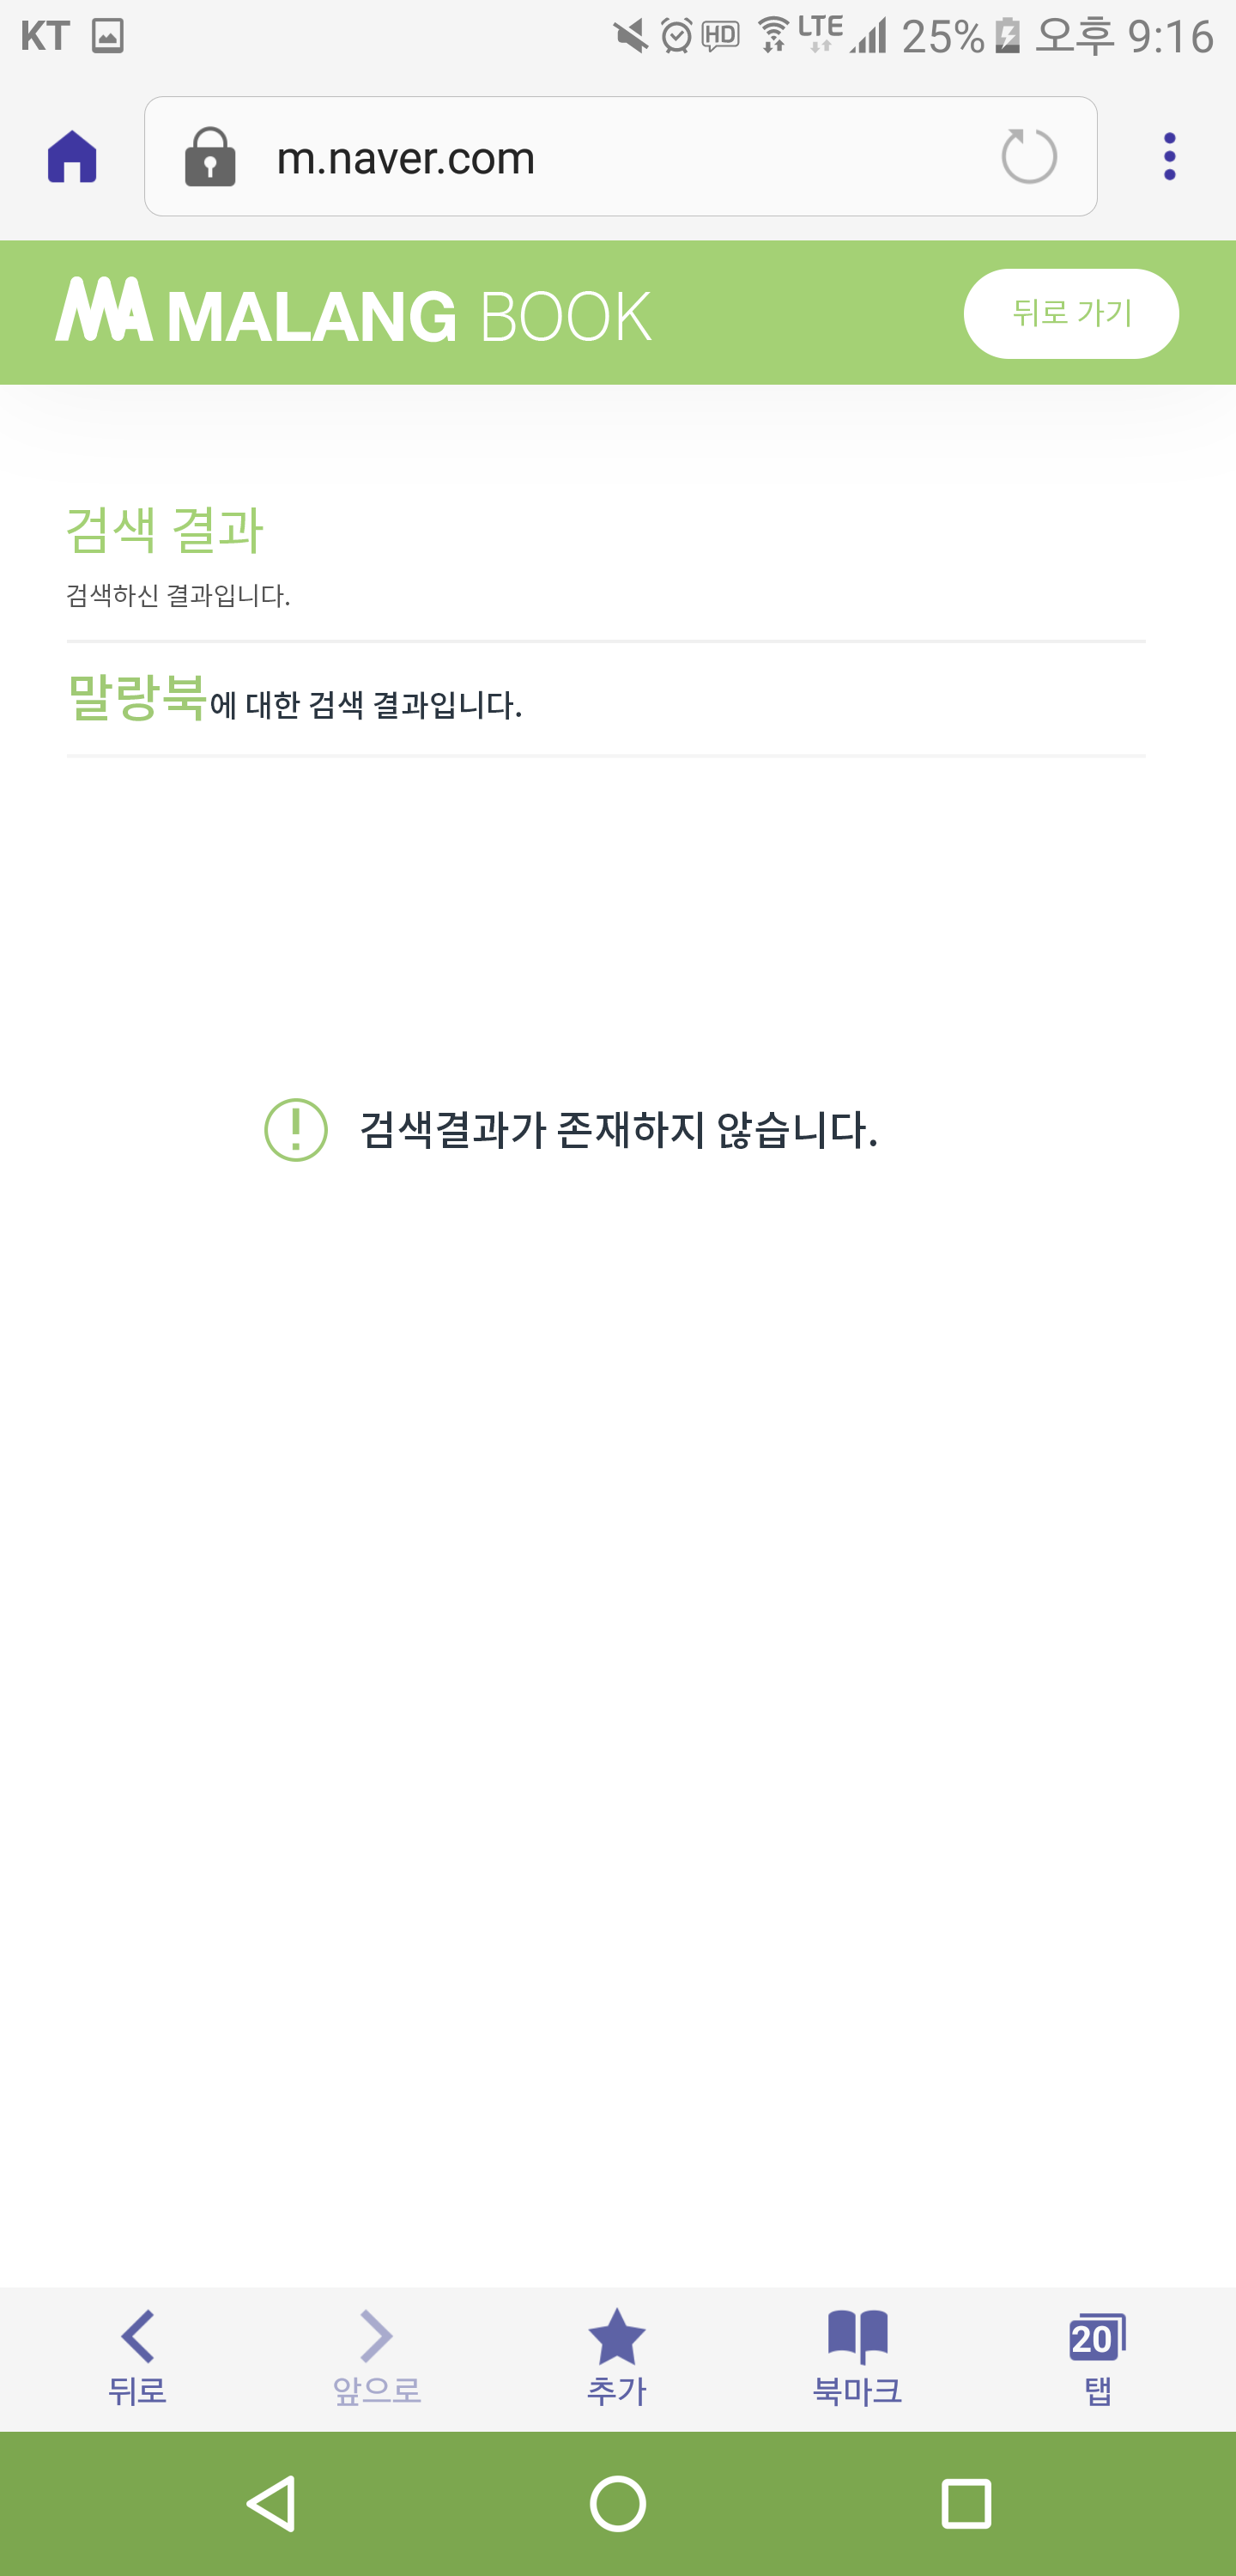 KT HD LTE 25% 오후 9:16
m.naver.com
MALANG BOOK 뒤로 가기
검색 결과
검색하신 결과입니다.
말랑북에 대한 검색 결과입니다.
검색결과가 존재하지 않습니다.
뒤로 앞으로 추가 북마크 20 탭